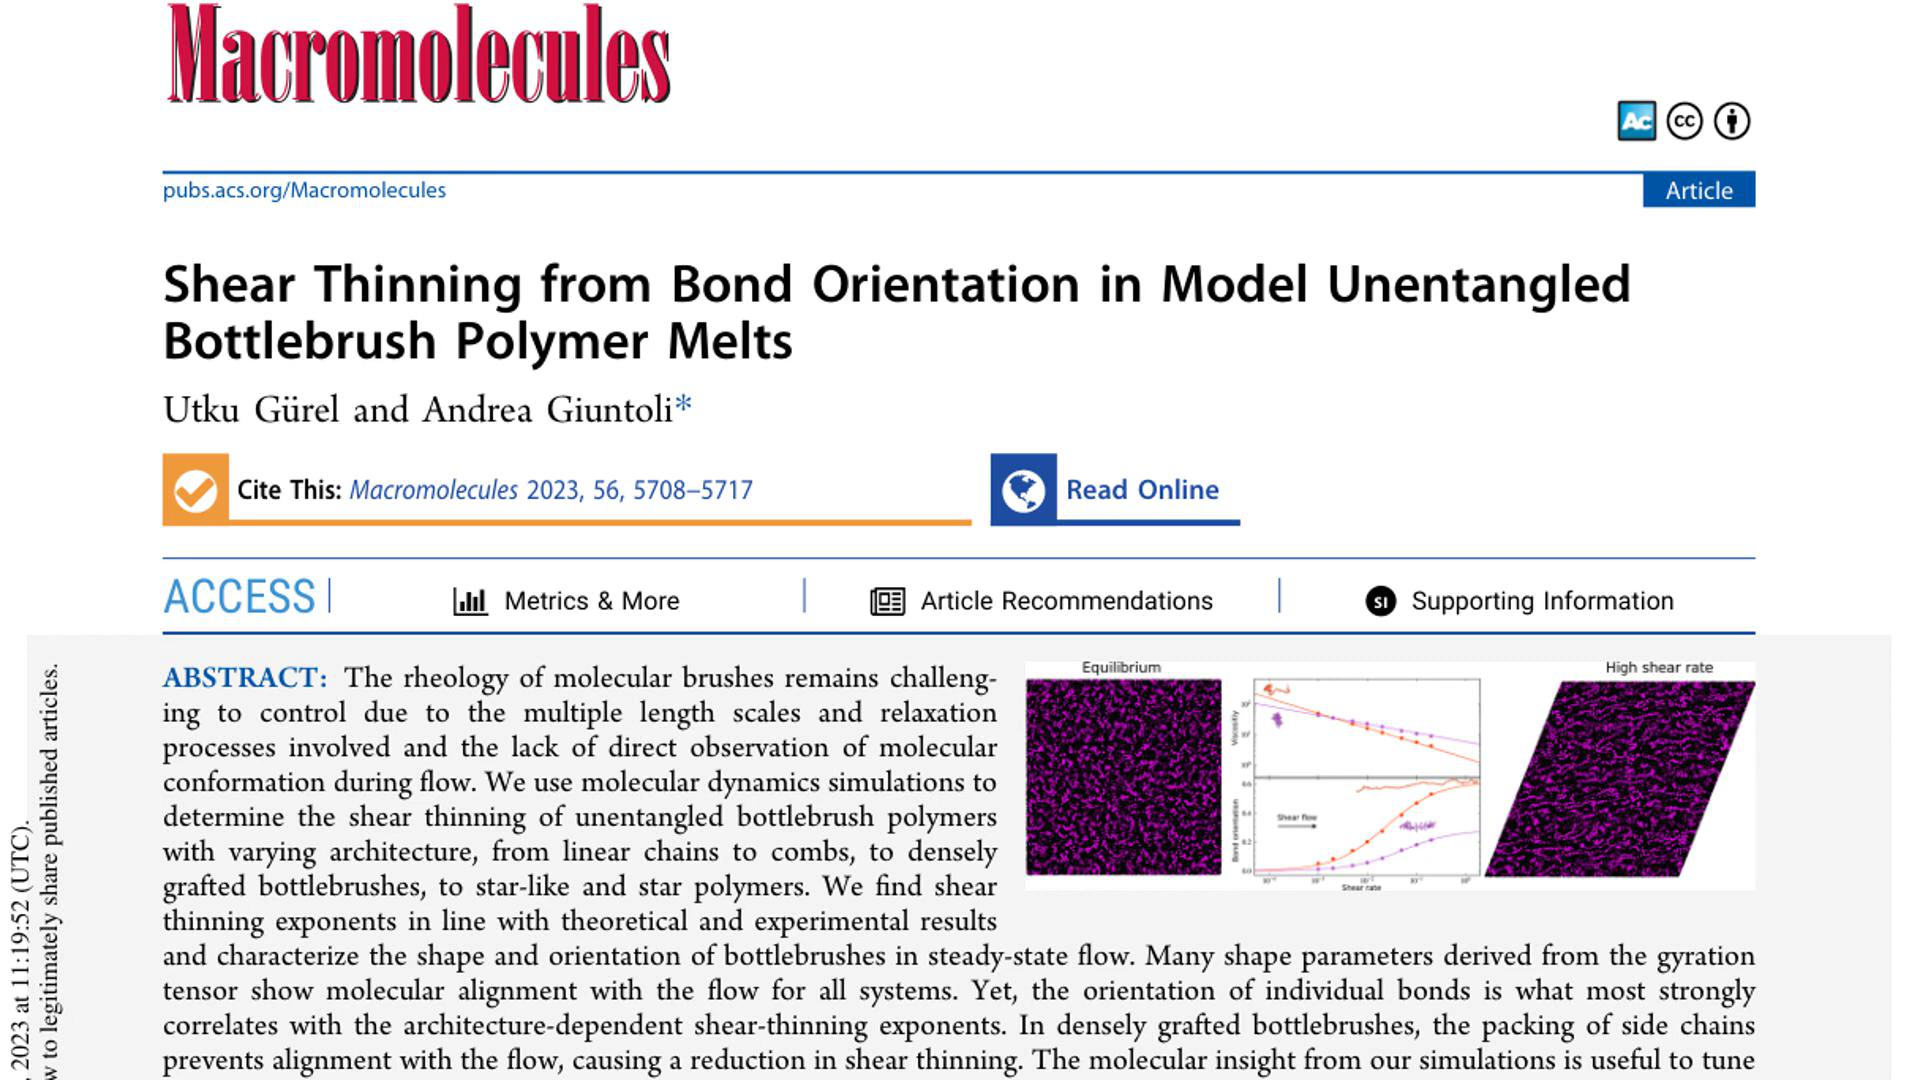 Macromolecules
Ac CC
pubs.acs.org/Macromolecules
Article
Shear Thinning from Bond Orientation in Model Unentangled
Bottlebrush Polymer Melts
Utku Gürel and Andrea Giuntoli*
Cite This: Macromolecules 2023, 56, 5708–5717
Read Online
ACCESS
Metrics & More
Article Recommendations
SI Supporting Information
ABSTRACT: The rheology of molecular brushes remains challeng-
ing to control due to the multiple length scales and relaxation
processes involved and the lack of direct observation of molecular
conformation during flow. We use molecular dynamics simulations to
determine the shear thinning of unentangled bottlebrush polymers
with varying architecture, from linear chains to combs, to densely
grafted bottlebrushes, to star-like and star polymers. We find shear
thinning exponents in line with theoretical and experimental results
and characterize the shape and orientation of bottlebrushes in steady-state flow. Many shape parameters derived from the gyration
tensor show molecular alignment with the flow for all systems. Yet, the orientation of individual bonds is what most strongly
correlates with the architecture-dependent shear-thinning exponents. In densely grafted bottlebrushes, the packing of side chains
prevents alignment with the flow, causing a reduction in shear thinning. The molecular insight from our simulations is useful to tune
Equilibrium
High shear rate
Viscosity
Bond orientation
Shear flow
Shear rate
, 2023 at 11:19:52 (UTC).
w to legitimately share published articles.